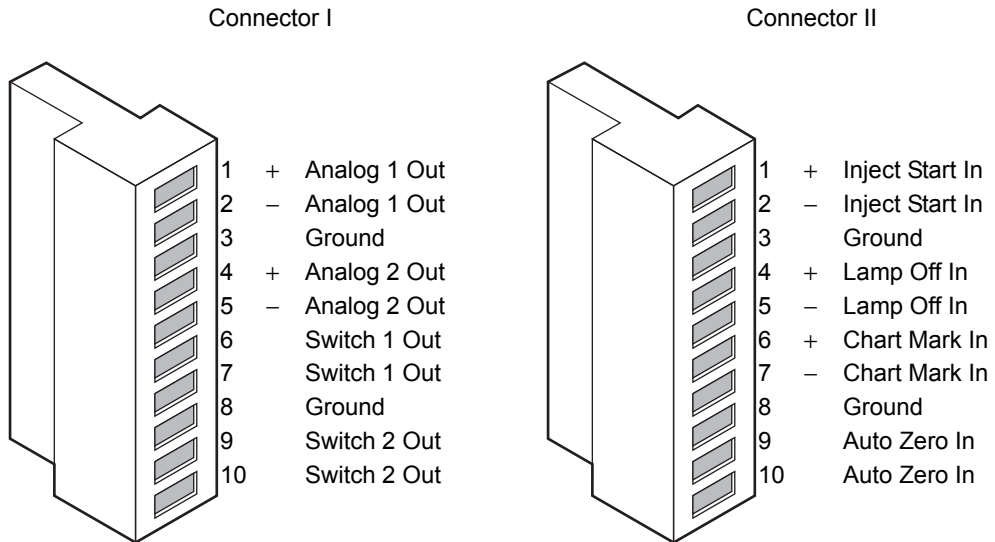 Connector I
1 + Analog 1 Out
2 − Analog 1 Out
3 Ground
4 + Analog 2 Out
5 − Analog 2 Out
6 Switch 1 Out
7 Switch 1 Out
8 Ground
9 Switch 2 Out
10 Switch 2 Out
Connector II
1 + Inject Start In
2 − Inject Start In
3 Ground
4 + Lamp Off In
5 − Lamp Off In
6 + Chart Mark In
7 − Chart Mark In
8 Ground
9 Auto Zero In
10 Auto Zero In